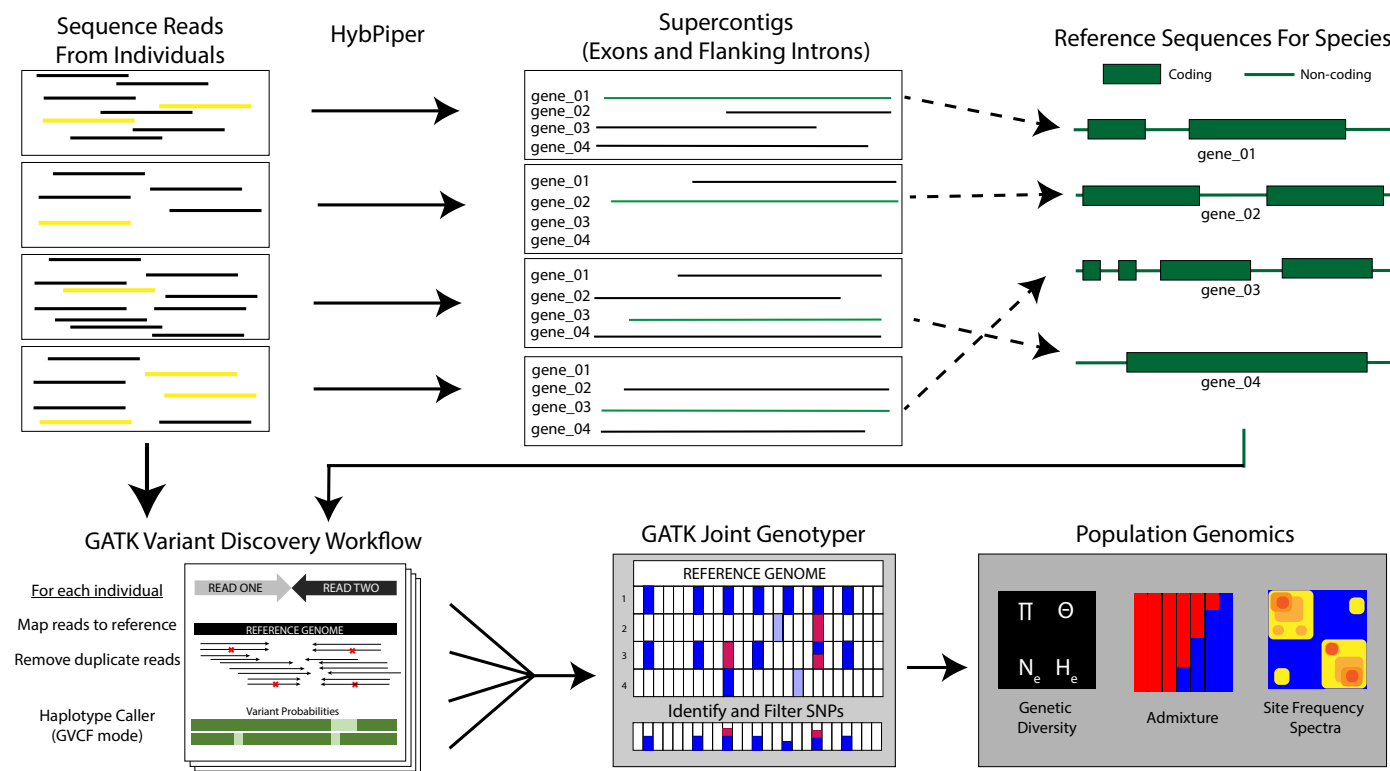 Sequence Reads
From Individuals
HybPiper
Supercontigs
(Exons and Flanking Introns)
Reference Sequences For Species
Coding
Non-coding
gene_01
gene_02
gene_03
gene_04
gene_01
gene_02
gene_03
gene_04
gene_01
gene_02
gene_03
gene_04
gene_01
gene_02
gene_03
gene_04
gene_01
gene_02
gene_03
gene_04
GATK Variant Discovery Workflow
For each individual
Map reads to reference
Remove duplicate reads
Haplotype Caller
(GVCF mode)
READ ONE
READ TWO
REFERENCE GENOME
Variant Probabilities
GATK Joint Genotyper
REFERENCE GENOME
1
2
3
4
Identify and Filter SNPs
Population Genomics
Π Θ
Ne He
Genetic
Diversity
Admixture
Site Frequency
Spectra